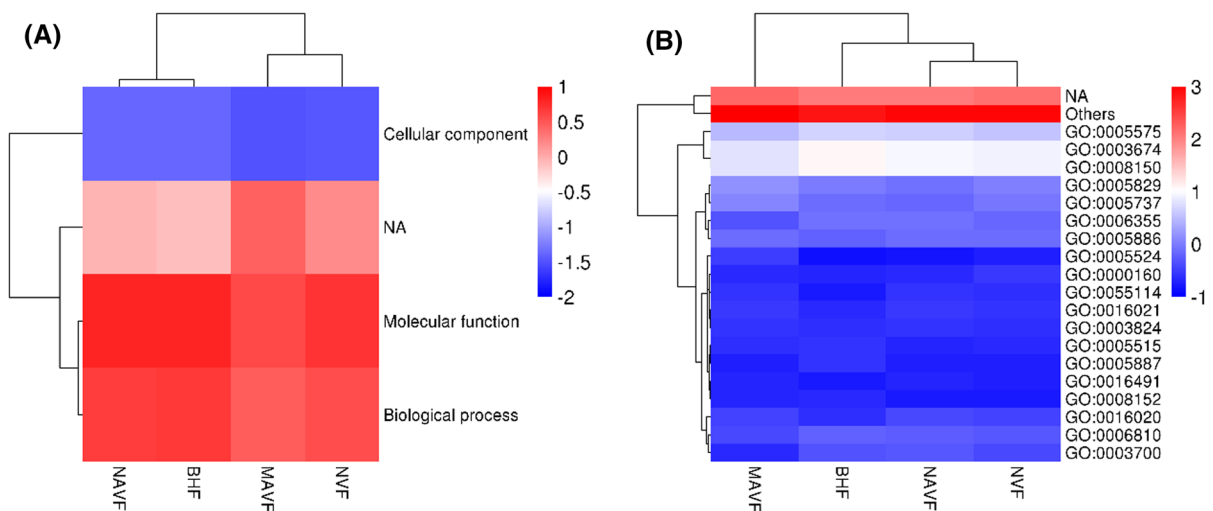 (A)
1
0.5
0
-0.5
-1
-1.5
-2
Cellular component
NA
Molecular function
Biological process
NAVF
BHF
MAVF
NVF
(B)
3
2
1
0
-1
NA
Others
GO:0005575
GO:0003674
GO:0008150
GO:0005829
GO:0005737
GO:0006355
GO:0005886
GO:0005524
GO:0000160
GO:0055114
GO:0016021
GO:0003824
GO:0005515
GO:0005887
GO:0016491
GO:0008152
GO:0016020
GO:0006810
GO:0003700
MAVF
BHF
NAVF
NVF